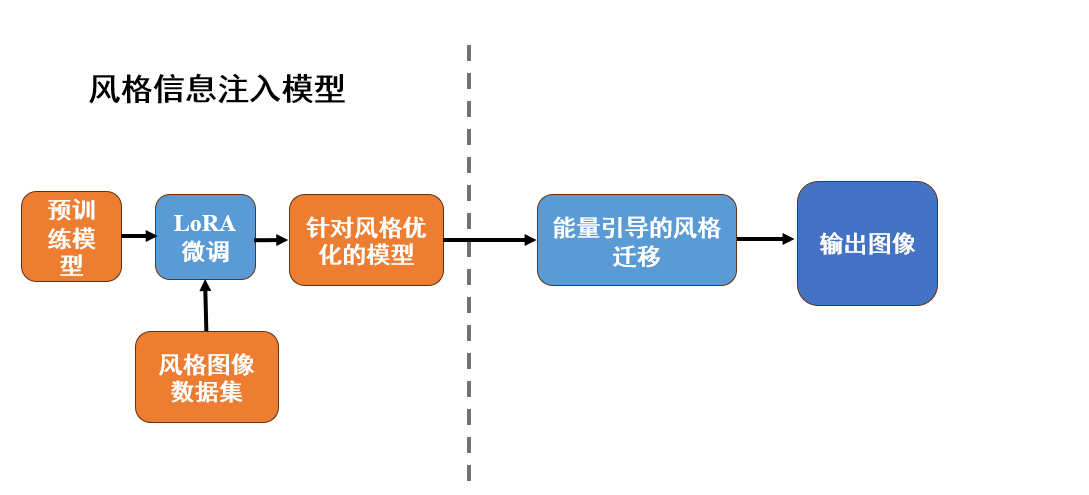 风格信息注入模型
预训
练模
型
LoRA
微调
针对风格优
化的模型
能量引导的风格
迁移
输出图像
风格图像
数据集